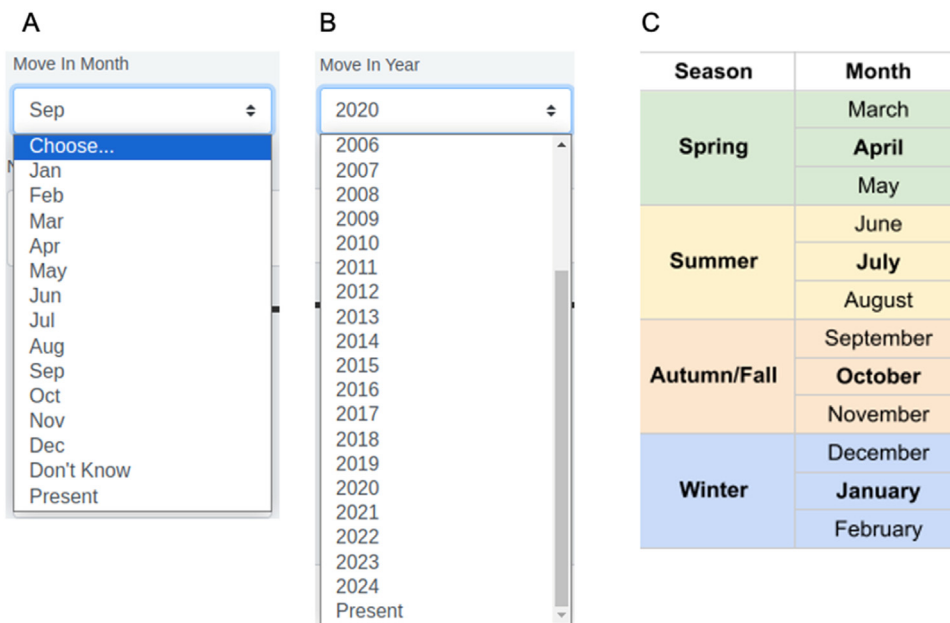 A
B
C
Move In Month
Sep
Choose...
Jan
Feb
Mar
Apr
May
Jun
Jul
Aug
Sep
Oct
Nov
Dec
Don't Know
Present
Move In Year
2020
2006
2007
2008
2009
2010
2011
2012
2013
2014
2015
2016
2017
2018
2019
2020
2021
2022
2023
2024
Present
Season Month
Spring
March
April
May
Summer
June
July
August
Autumn/Fall
September
October
November
Winter
December
January
February